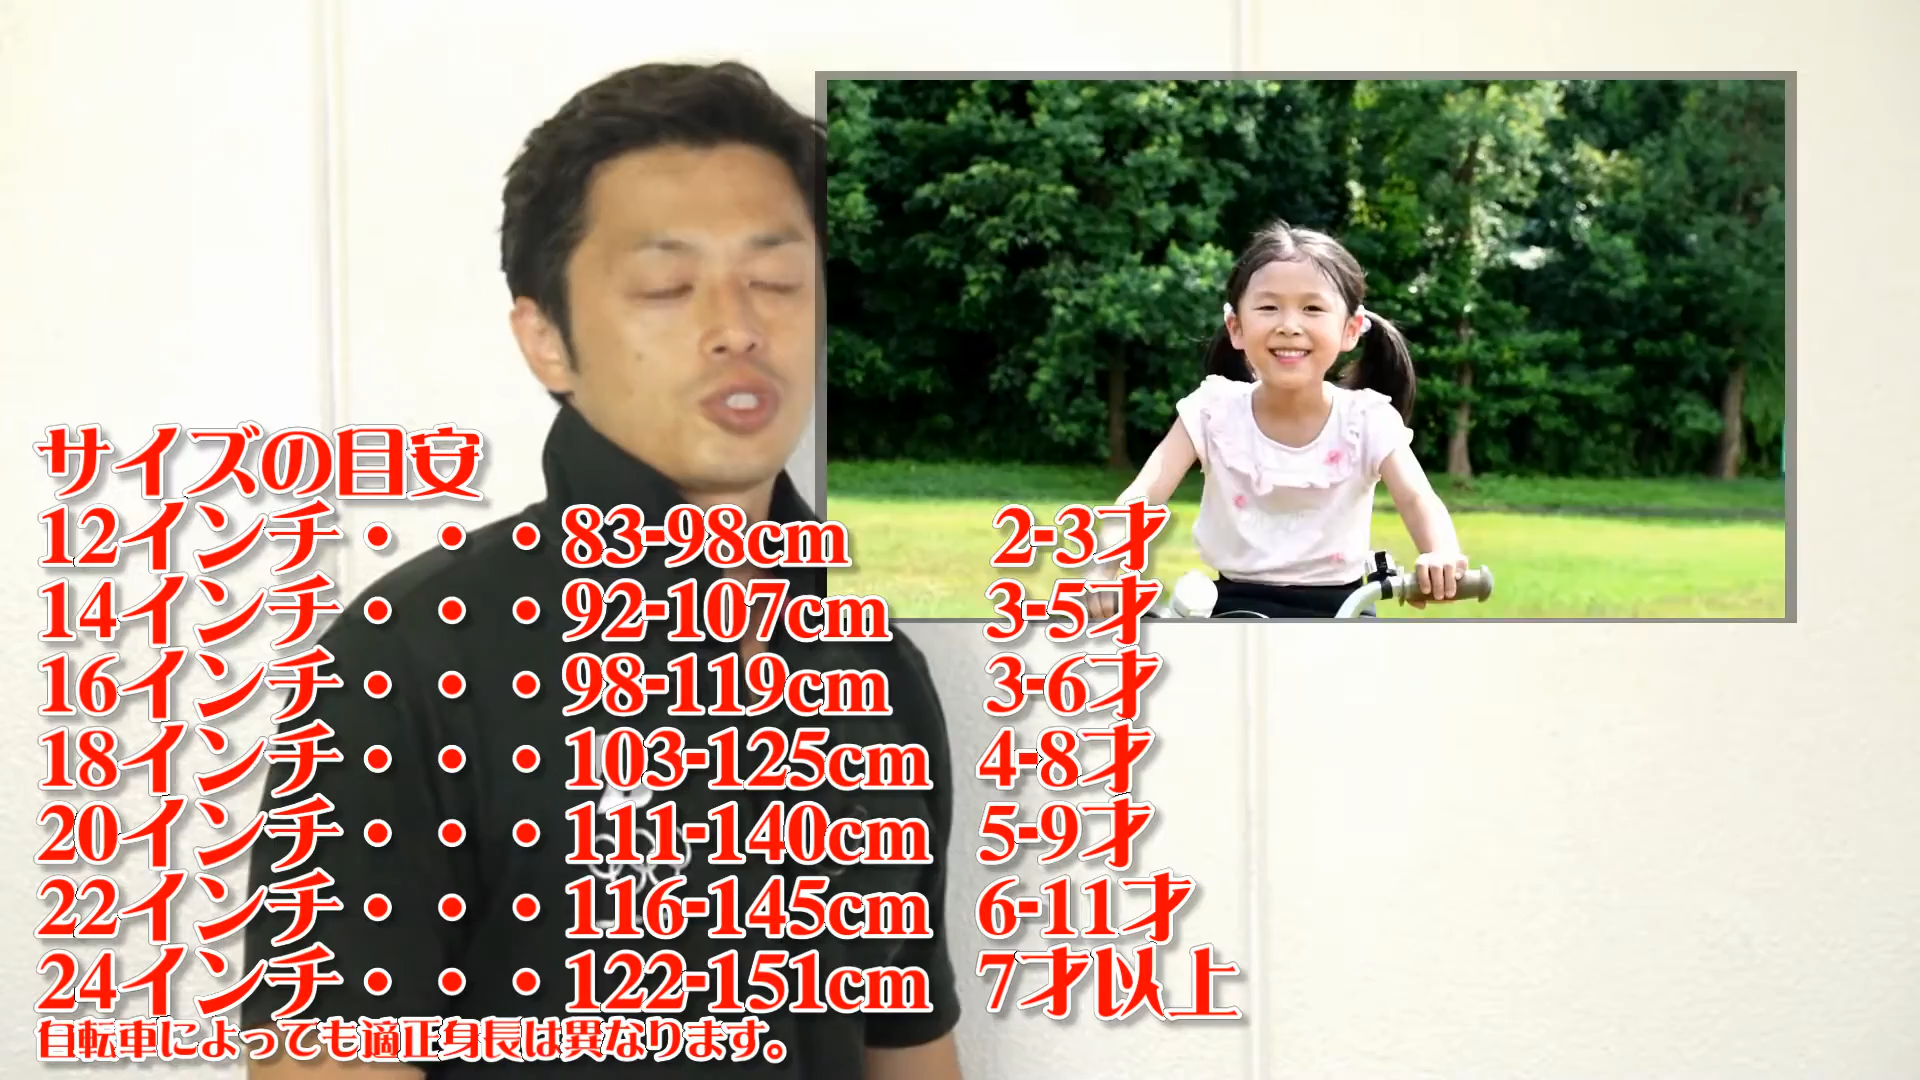 サイズの目安
12インチ・・・83-98cm 2-3才
14インチ・・・92-107cm 3-5才
16インチ・・・98-119cm 3-6才
18インチ・・・103-125cm 4-8才
20インチ・・・111-140cm 5-9才
22インチ・・・116-145cm 6-11才
24インチ・・・122-151cm 7才以上
自転車によっても適正身長は異なります。